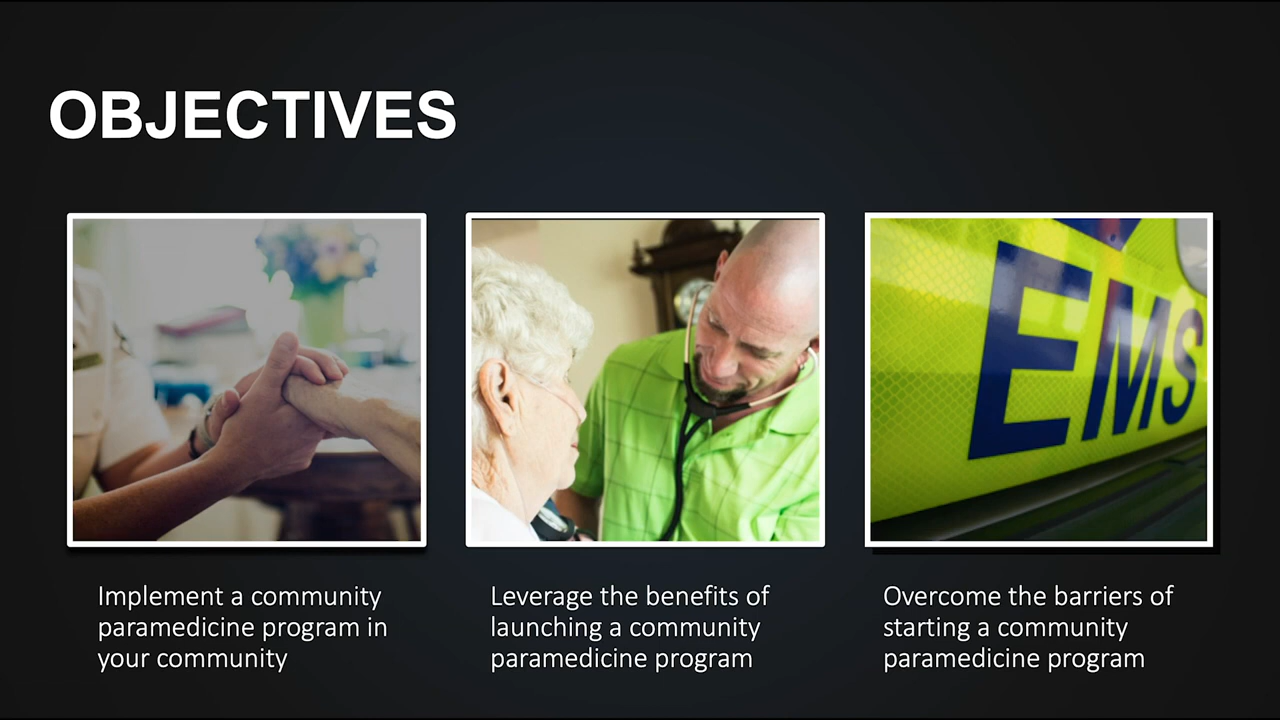 OBJECTIVES
EMS
Implement a community
paramedicine program in
your community
Leverage the benefits of
launching a community
paramedicine program
Overcome the barriers of
starting a community
paramedicine program